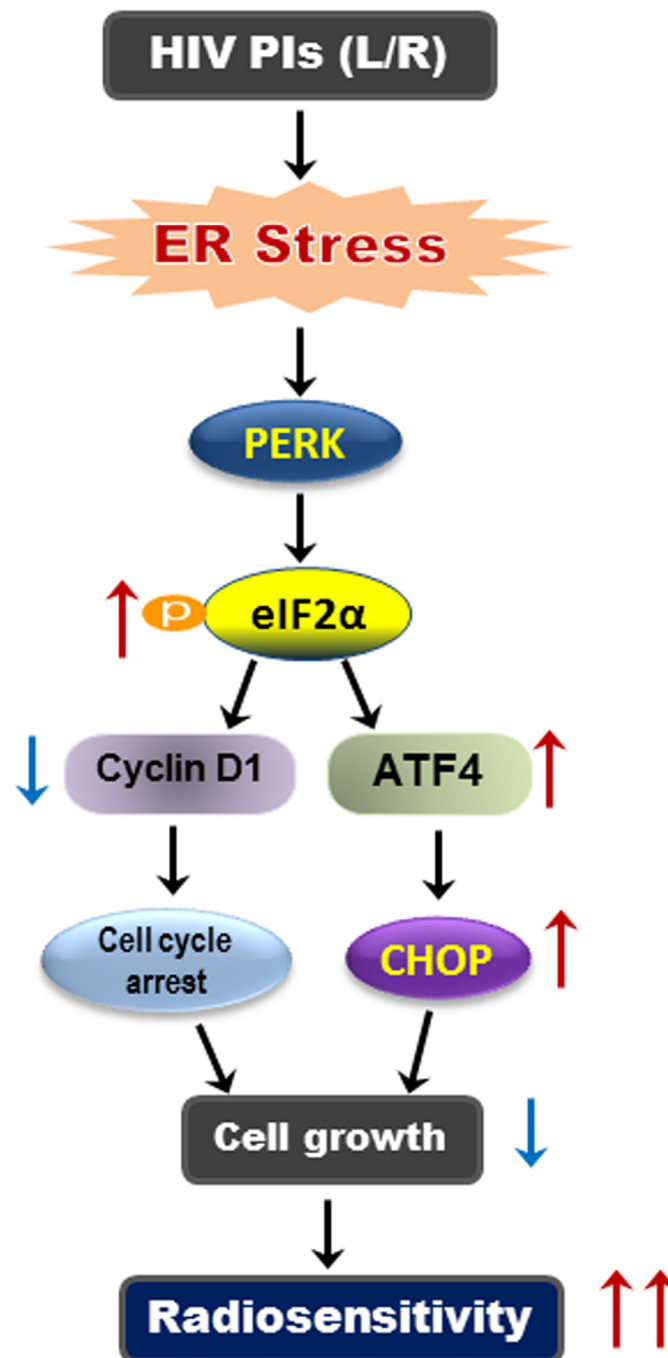 HIV PIs (L/R)
ER Stress
PERK
p eIF2α
Cyclin D1 ATF4
Cell cycle
arrest
CHOP
Cell growth
Radiosensitivity